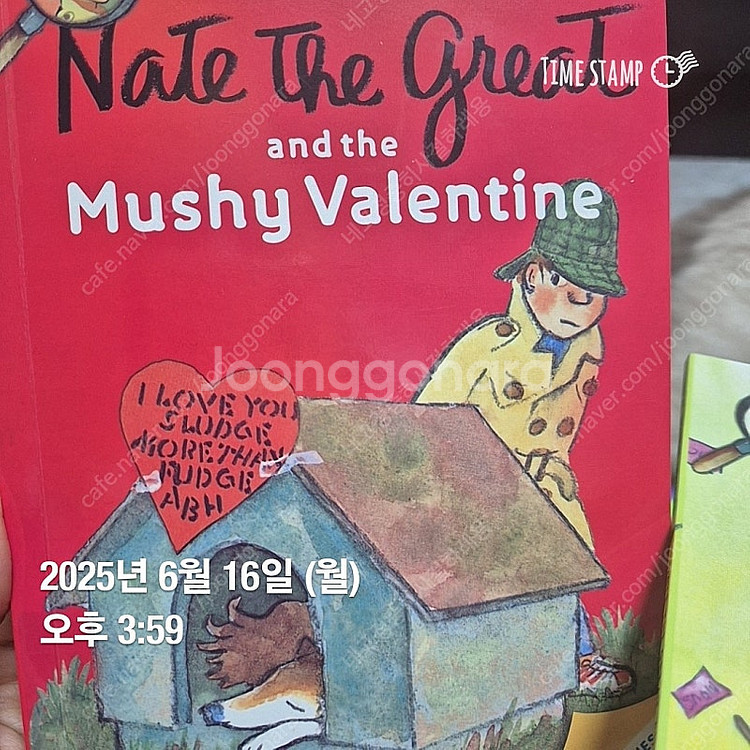 Nate the Great
TIME STAMP
and the
Mushy Valentine
Joonggonara
I LOVE YOU
SLUDGE
MORE THAN
FUDGE
ABH
2025년 6월 16일 (월)
오후 3:59